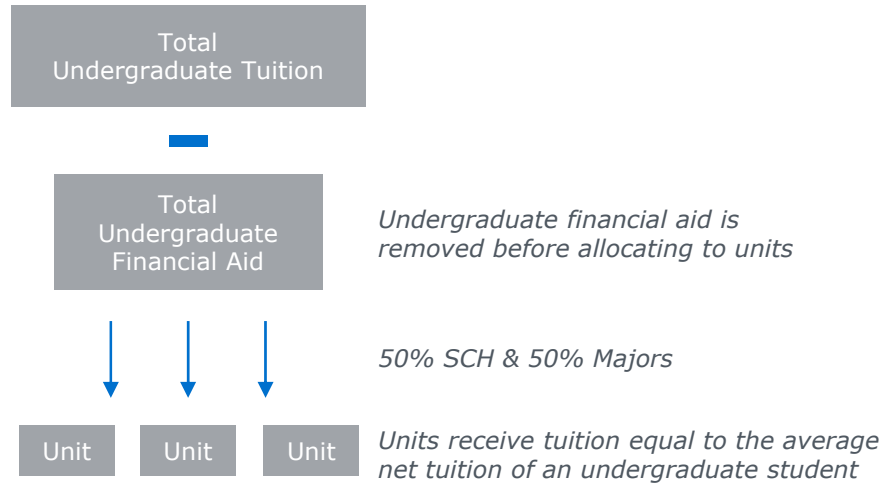 Total
Undergraduate Tuition
Total
Undergraduate
Financial Aid
Undergraduate financial aid is
removed before allocating to units
50% SCH & 50% Majors
Unit
Unit
Unit
Units receive tuition equal to the average
net tuition of an undergraduate student